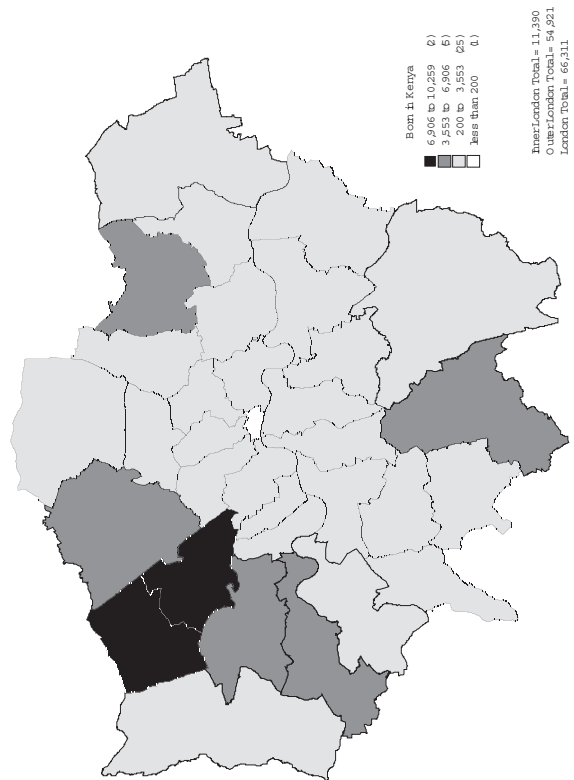 Born in Kenya
6,906 to 10,259 (2)
3,553 to 6,906 (5)
200 to 3,553 (25)
less than 200 (1)
Inner London Total = 11,390
Outer London Total = 54,921
London Total = 66,311